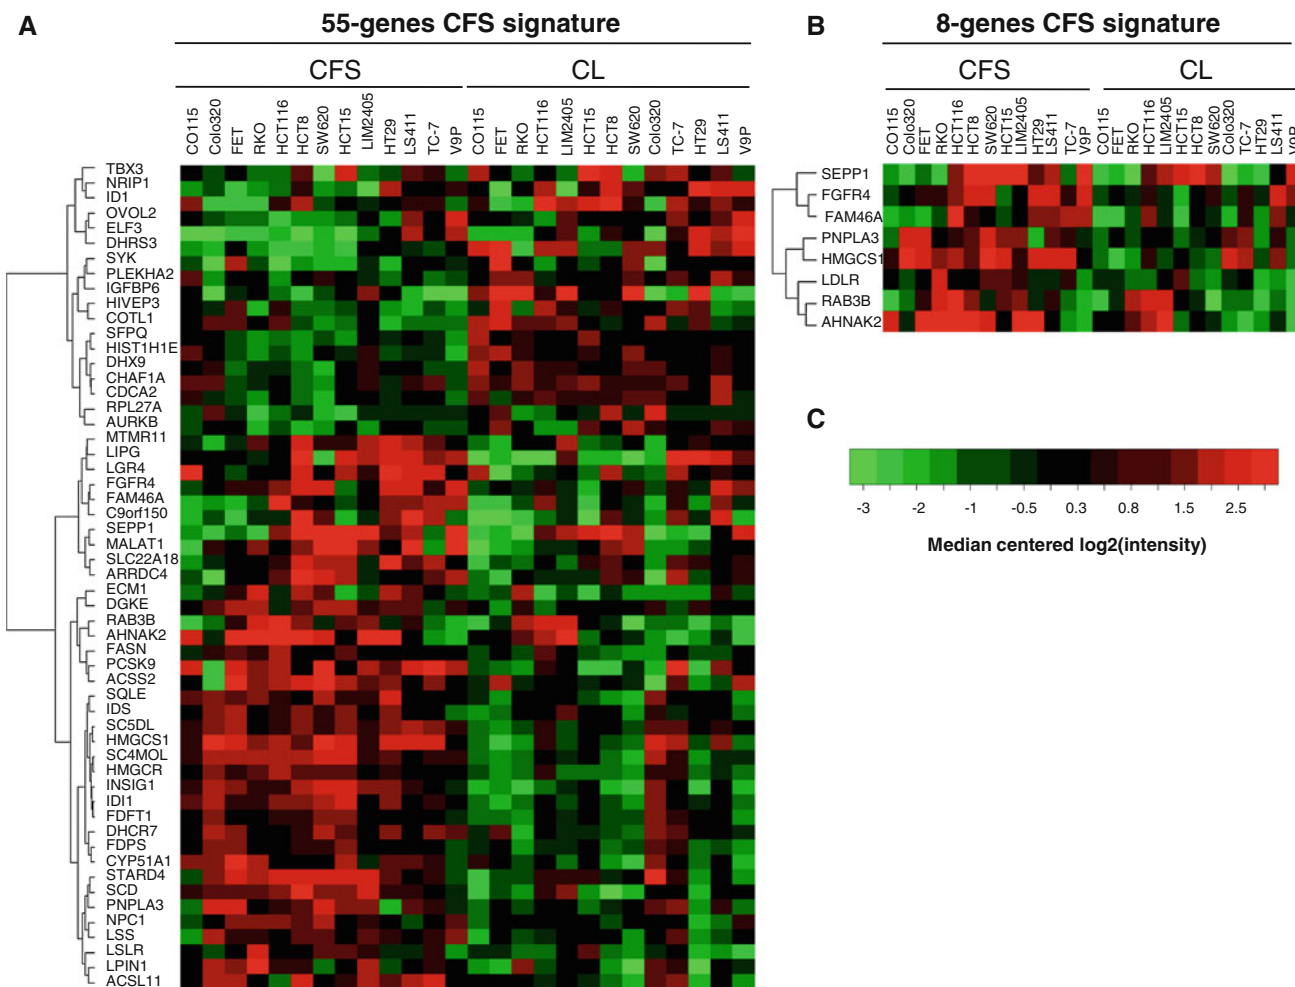 A
55-genes CFS signature
CFS
CL
CO115
Colo320
FET
RKO
HCT116
HCT8
SW620
HCT15
LIM2405
HT29
LS411
TC-7
V9P
CO115
FET
RKO
HCT116
LIM2405
HCT15
HCT8
SW620
Colo320
TC-7
HT29
LS411
V9P
TBX3
NRIP1
ID1
OVOL2
ELF3
DHRS3
SYK
PLEKHA2
IGFBP6
HIVEP3
COTL1
SFPQ
HIST1H1E
DHX9
CHAF1A
CDCA2
RPL27A
AURKB
MTMR11
LIPG
LGR4
FGFR4
FAM46A
C9orf150
SEPP1
MALAT1
SLC22A18
ARRDC4
ECM1
DGKE
RAB3B
AHNAK2
FASN
PCSK9
ACSS2
SQLE
IDS
SC5DL
HMGCS1
SC4MOL
HMGCR
INSIG1
IDI1
FDFT1
DHCR7
FDPS
CYP51A1
STARD4
SCD
PNPLA3
NPC1
LSS
LSLR
LPIN1
ACSL11
B
8-genes CFS signature
CFS
CL
CO115
Colo320
FET
RKO
HCT116
HCT8
SW620
HCT15
LIM2405
HT29
LS411
TC-7
V9P
CO115
FET
RKO
HCT116
LIM2405
HCT15
HCT8
SW620
Colo320
TC-7
HT29
LS411
V9P
SEPP1
FGFR4
FAM46A
PNPLA3
HMGCS1
LDLR
RAB3B
AHNAK2
C
-3 -2 -1 -0.5 0.3 0.8 1.5 2.5
Median centered log2(intensity)